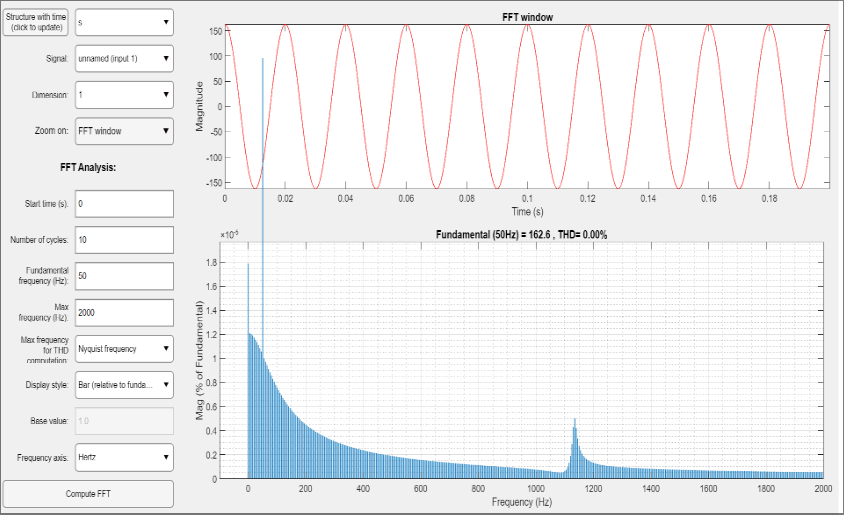 Structure with time
(click to update)
s
Signal:
unnamed (input 1)
Dimension:
1
Zoom on:
FFT window
FFT Analysis:
Start time (s):
0
Number of cycles:
10
Fundamental
frequency (Hz):
50
Max
frequency (Hz):
2000
Max frequency
for THD
computation:
Nyquist frequency
Display style:
Bar (relative to funda...
Base value:
1.0
Frequency axis:
Hertz
Compute FFT
FFT window
150
100
50
0
-50
-100
-150
Magnitude
0 0.02 0.04 0.06 0.08 0.1 0.12 0.14 0.16 0.18
Time (s)
×10⁻⁵
Fundamental (50Hz) = 162.6 , THD= 0.00%
1.8
1.6
1.4
1.2
1
0.8
0.6
0.4
0.2
0
Mag (% of Fundamental)
0 200 400 600 800 1000 1200 1400 1600 1800 2000
Frequency (Hz)